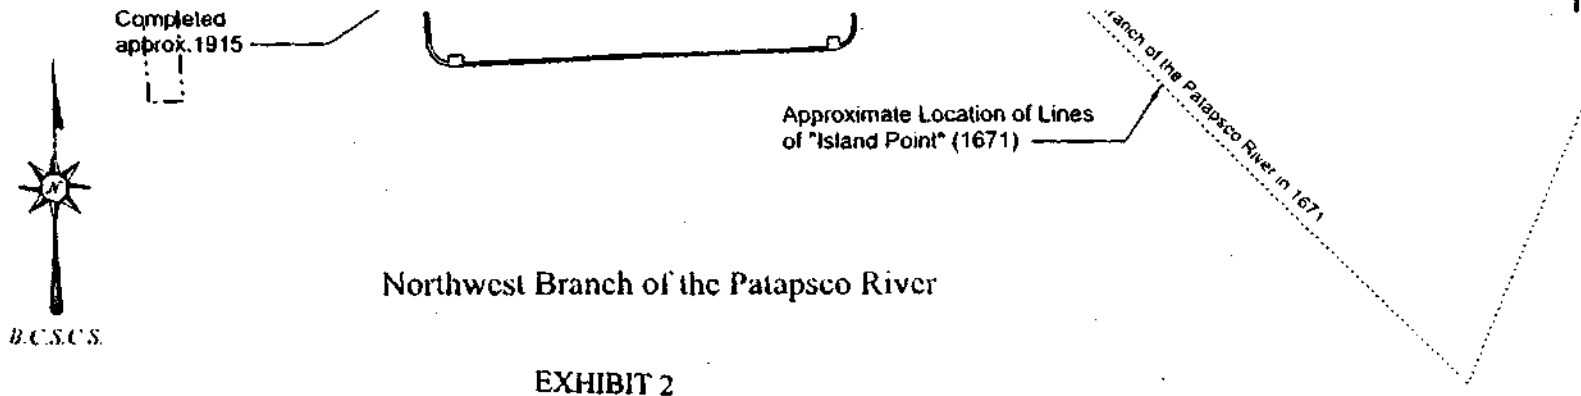 Completed
approx.1915
Branch of the Patapsco River in 1671
Approximate Location of Lines
of "Island Point" (1671)
N
Northwest Branch of the Patapsco River
B.C.S.C.S.
EXHIBIT 2